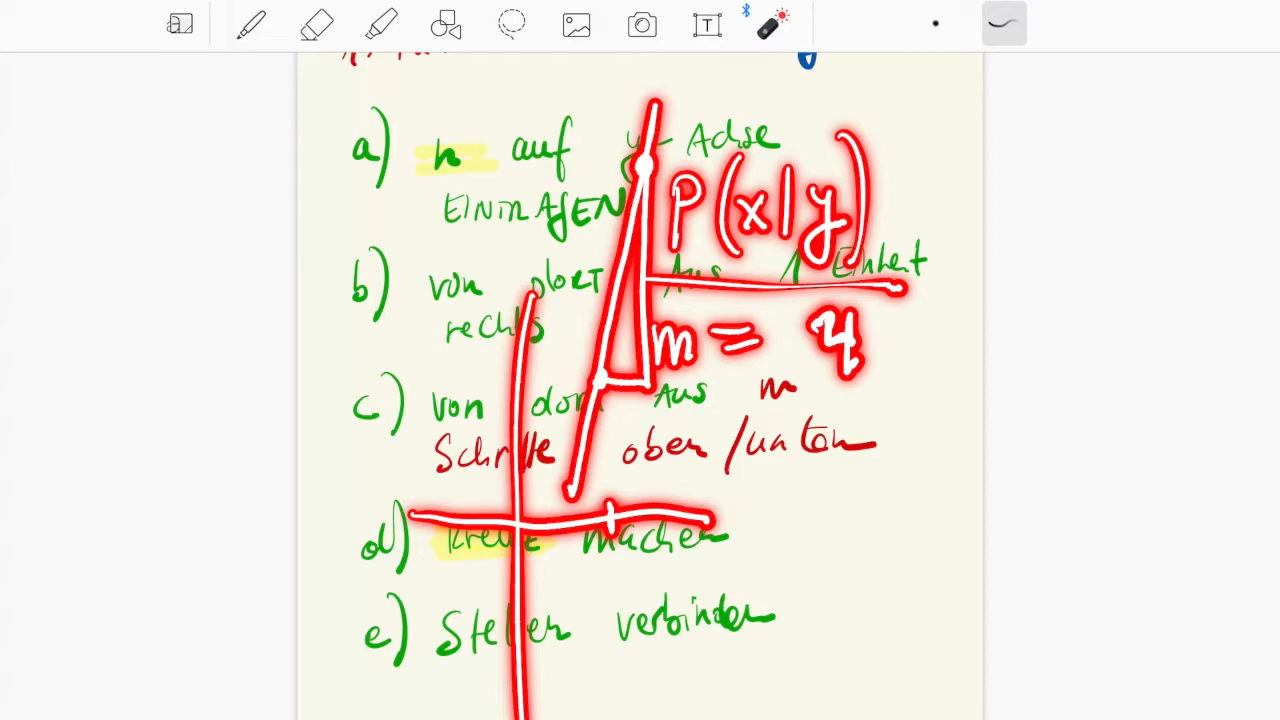 a) n auf y-Achse
EINTRAGEN
P(x|y)
b) von dort aus 1 Einheit
rechts
m = 4
c) von dort aus m
Schritte oben/unten
d) Kreuz machen
e) Stellen verbinden